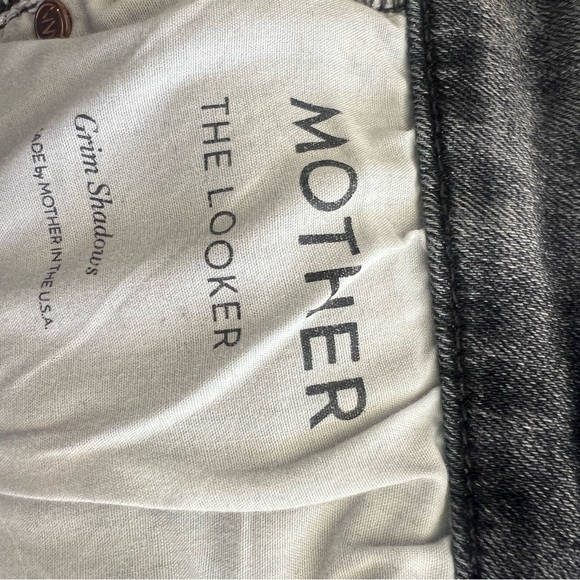 MOTHER
THE LOOKER
Grim Shadows
ADE by MOTHER IN THE U.S.A.